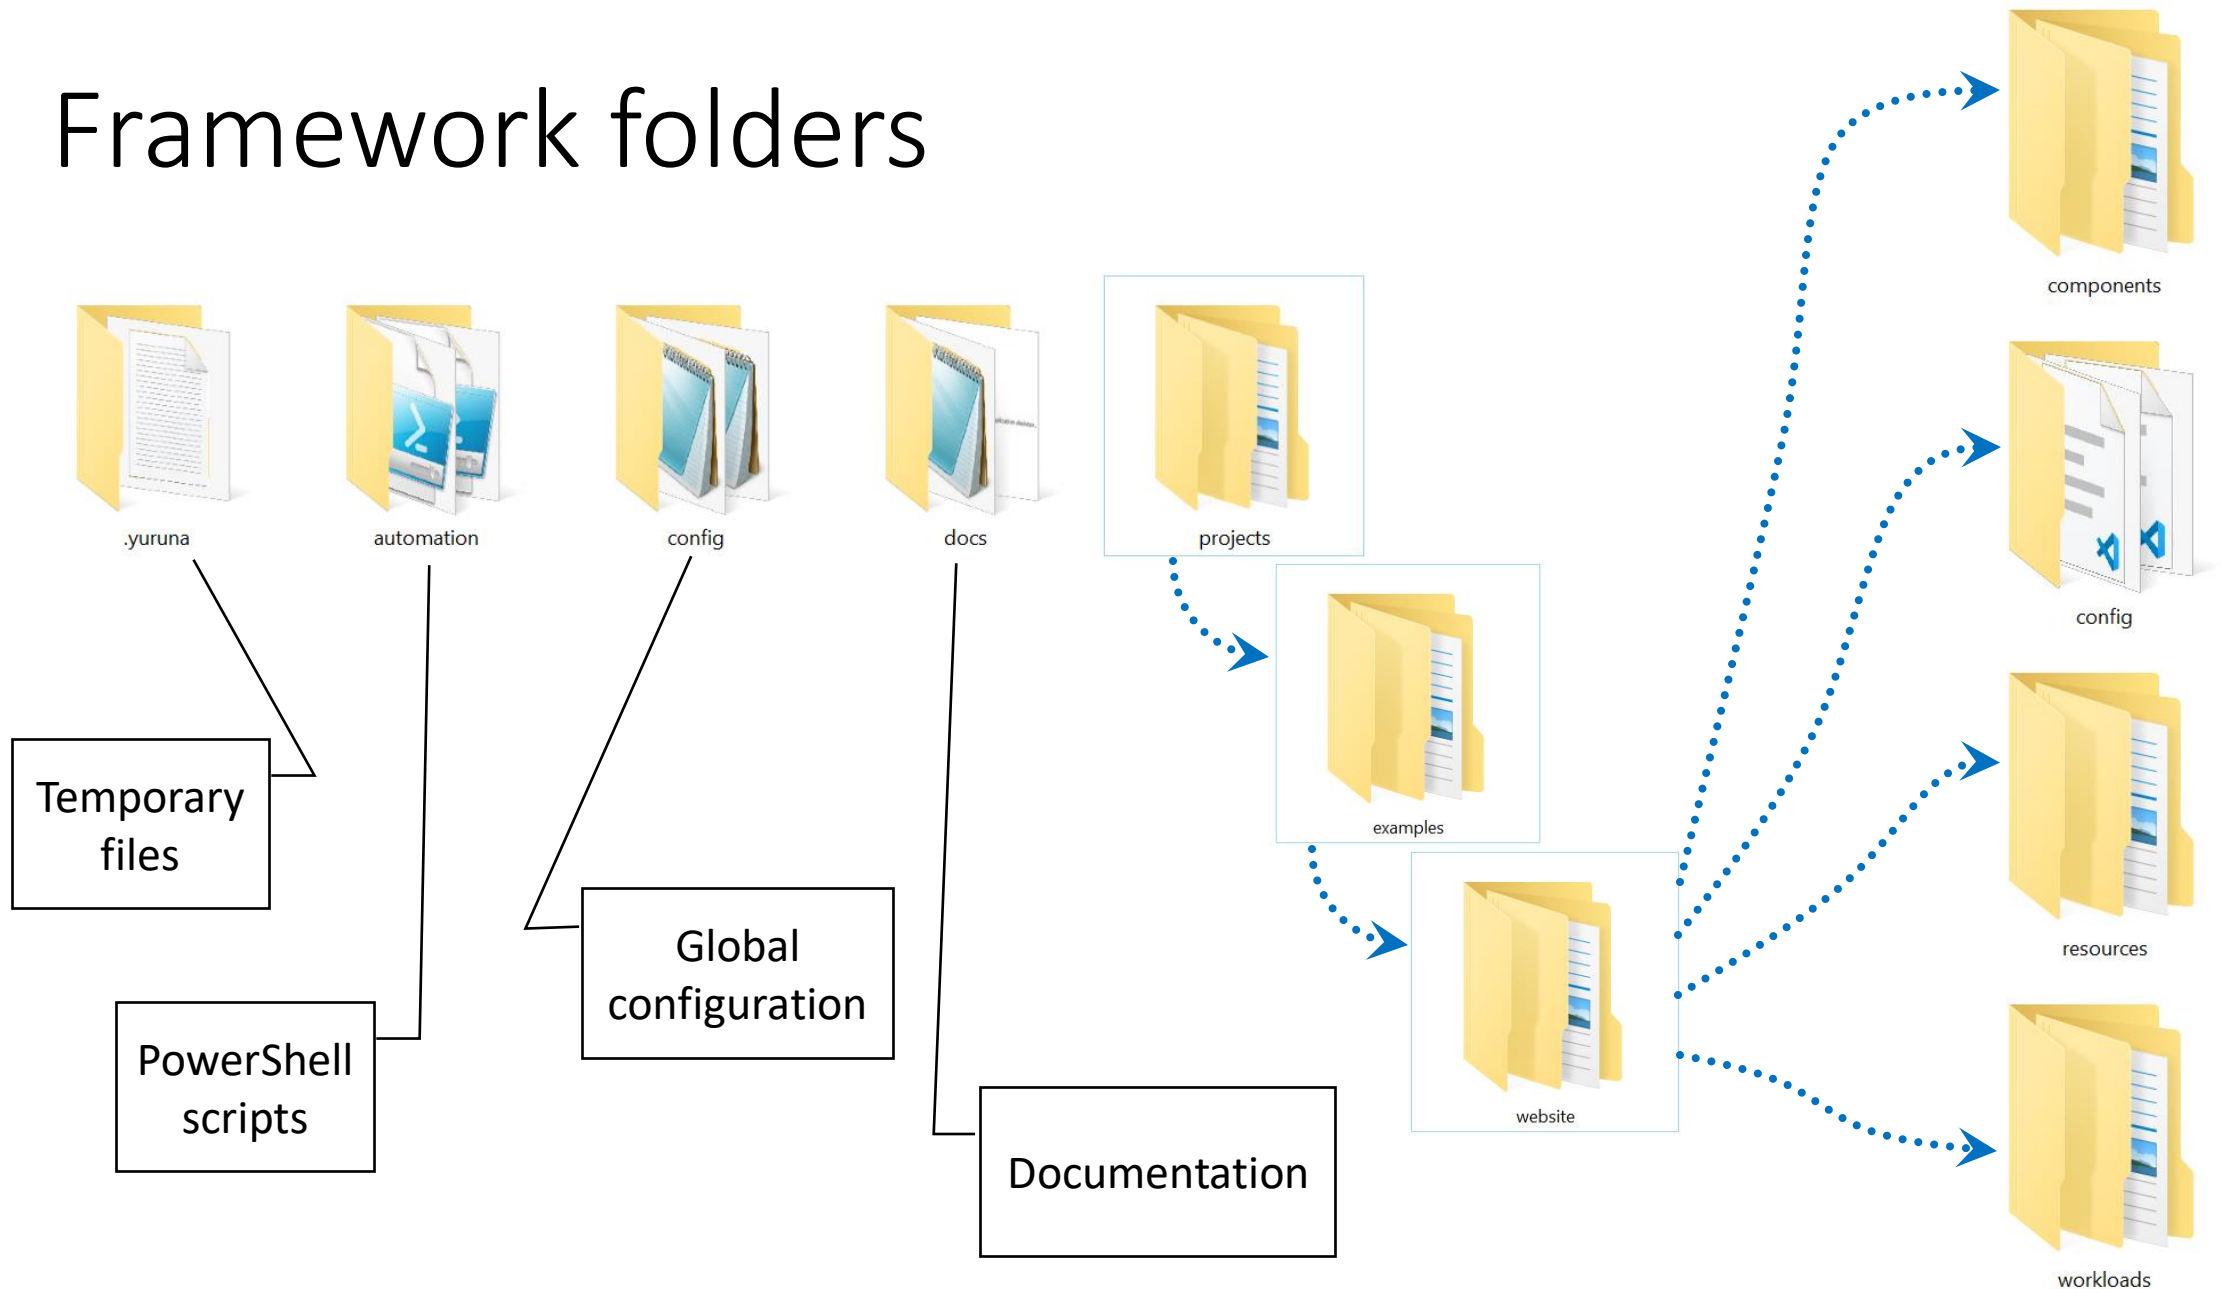 Framework folders
.yuruna
automation
config
docs
projects
examples
website
components
config
resources
workloads
Temporary
files
PowerShell
scripts
Global
configuration
Documentation